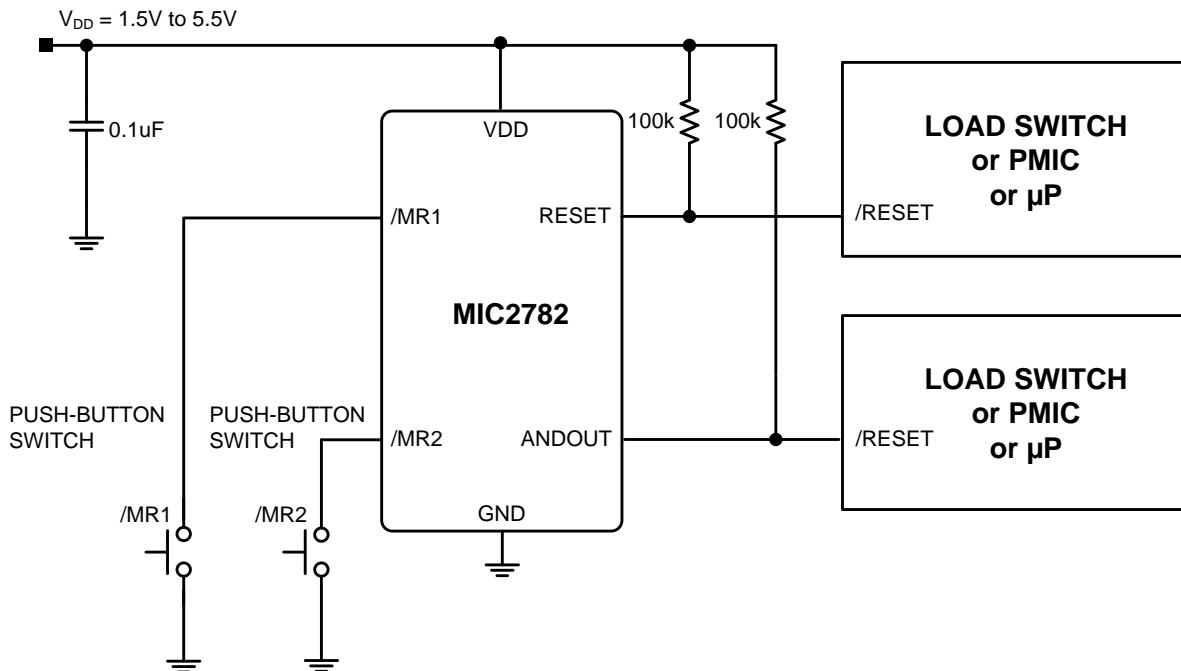 VDD = 1.5V to 5.5V
0.1uF
VDD
100k
100k
LOAD SWITCH
or PMIC
or µP
/MR1
RESET
/RESET
MIC2782
LOAD SWITCH
or PMIC
or µP
PUSH-BUTTON
SWITCH
PUSH-BUTTON
SWITCH
/MR2
ANDOUT
/RESET
/MR1
/MR2
GND